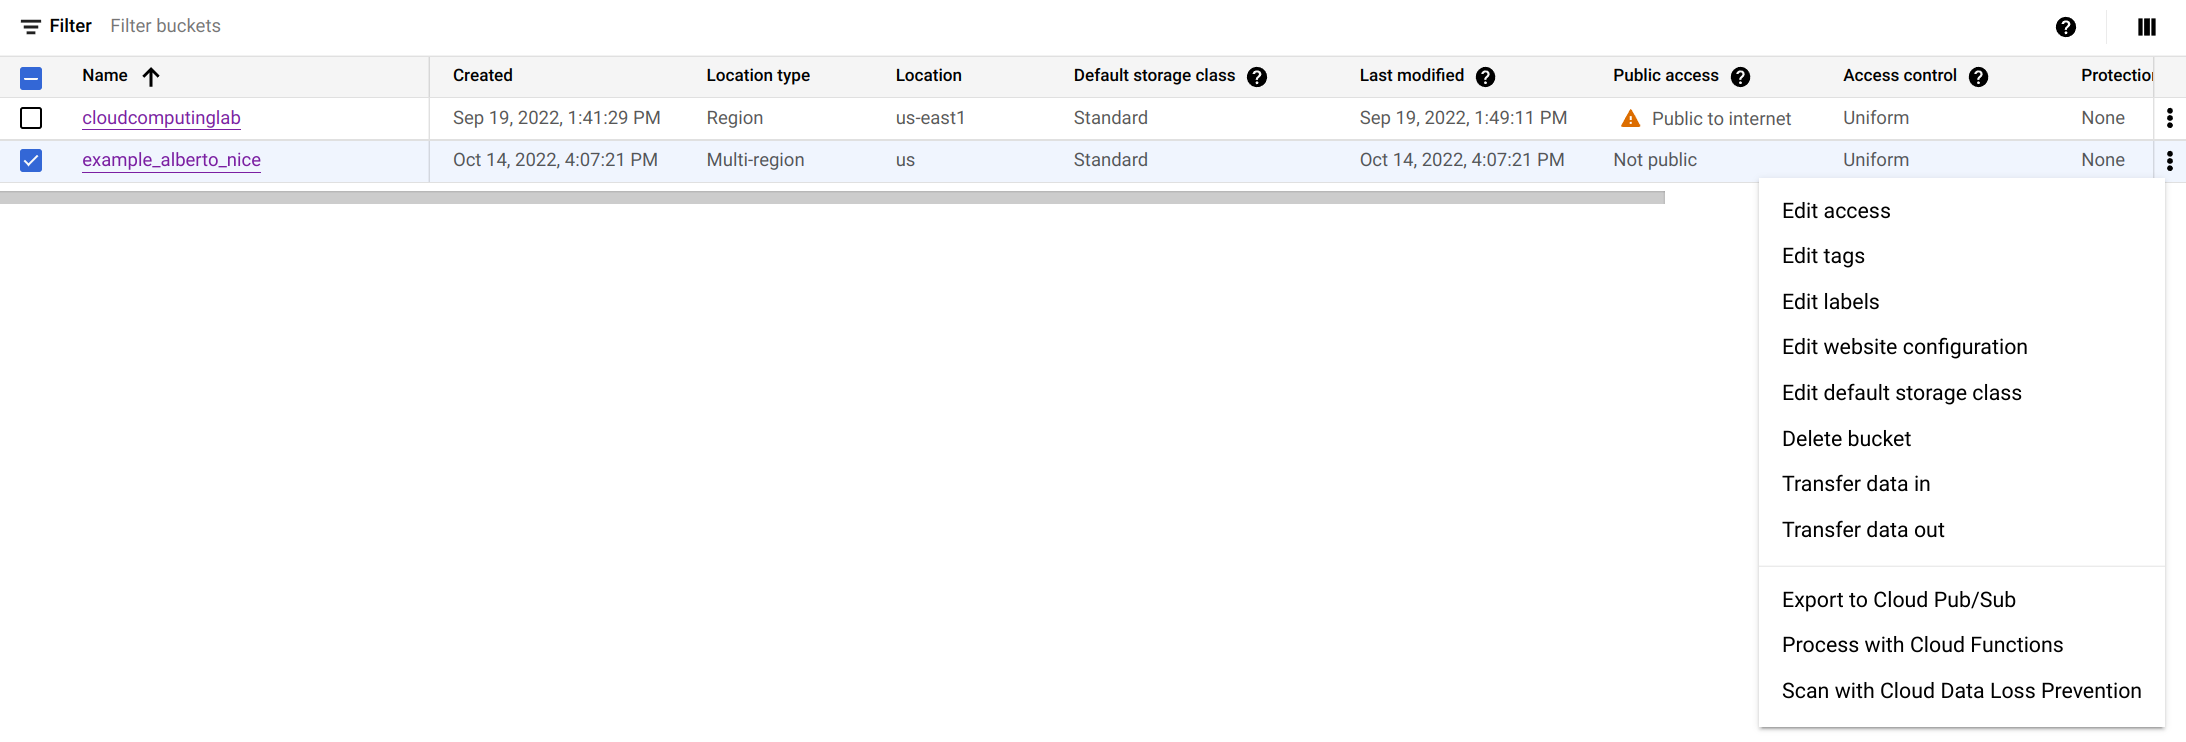 Filter Filter buckets
Name Created Location type Location Default storage class Last modified Public access Access control Protection
cloudcomputinglab Sep 19, 2022, 1:41:29 PM Region us-east1 Standard Sep 19, 2022, 1:49:11 PM Public to internet Uniform None
example_alberto_nice Oct 14, 2022, 4:07:21 PM Multi-region us Standard Oct 14, 2022, 4:07:21 PM Not public Uniform None
Edit access
Edit tags
Edit labels
Edit website configuration
Edit default storage class
Delete bucket
Transfer data in
Transfer data out
Export to Cloud Pub/Sub
Process with Cloud Functions
Scan with Cloud Data Loss Prevention